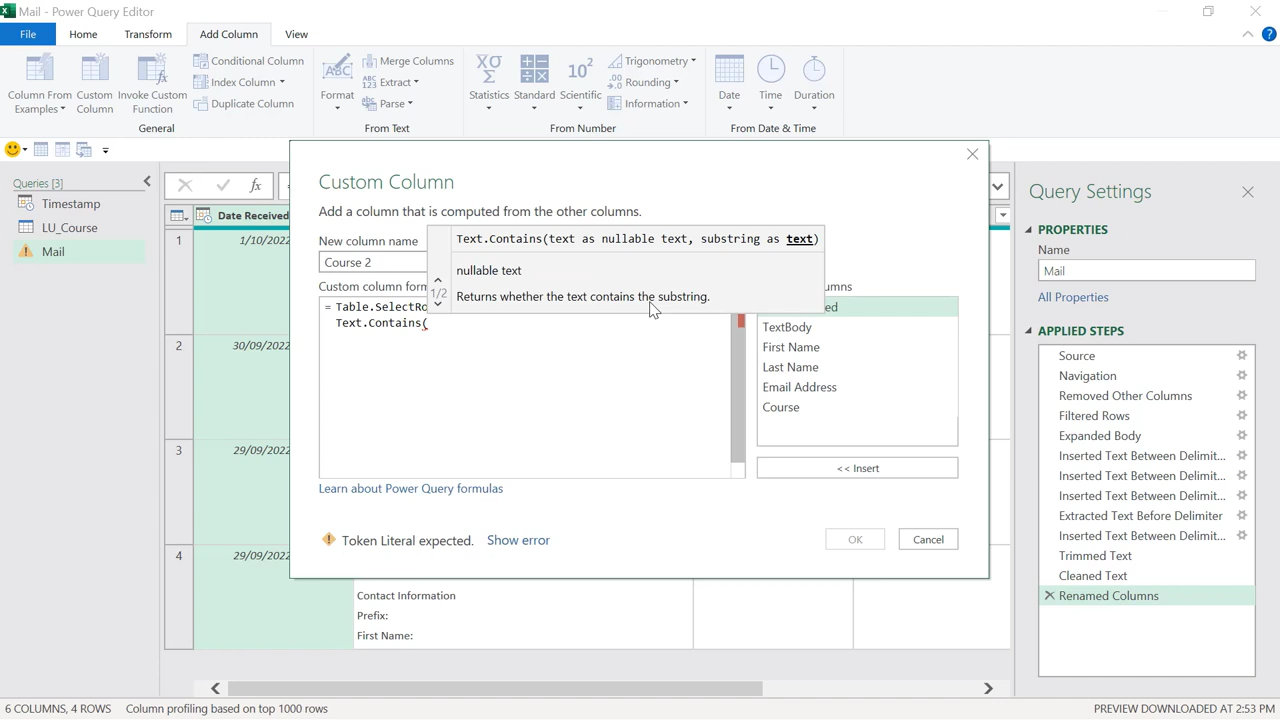 Mail - Power Query Editor
File
Home
Transform
Add Column
View
Column From Examples
Custom Column
Invoke Custom Function
Conditional Column
Index Column
Duplicate Column
General
Format
Merge Columns
Extract
Parse
From Text
Statistics
Standard
Scientific
Trigonometry
Rounding
Information
From Number
Date
Time
Duration
From Date & Time
Queries [3]
Timestamp
LU_Course
Mail
Date Received
1 1/10/2022
2 30/09/2022
3 29/09/2022
4 29/09/2022
Contact Information
Prefix:
First Name:
Custom Column
Add a column that is computed from the other columns.
New column name
Course 2
Custom column for
= Table.SelectRo
Text.Contains(
Text.Contains(text as nullable text, substring as text)
1/2
nullable text
Returns whether the text contains the substring.
TextBody
First Name
Last Name
Email Address
Course
<< Insert
Learn about Power Query formulas
Token Literal expected.
Show error
OK
Cancel
Query Settings
PROPERTIES
Name
Mail
All Properties
APPLIED STEPS
Source
Navigation
Removed Other Columns
Filtered Rows
Expanded Body
Inserted Text Between Delimit...
Inserted Text Between Delimit...
Inserted Text Between Delimit...
Extracted Text Before Delimiter
Inserted Text Between Delimit...
Trimmed Text
Cleaned Text
Renamed Columns
6 COLUMNS, 4 ROWS
Column profiling based on top 1000 rows
PREVIEW DOWNLOADED AT 2:53 PM